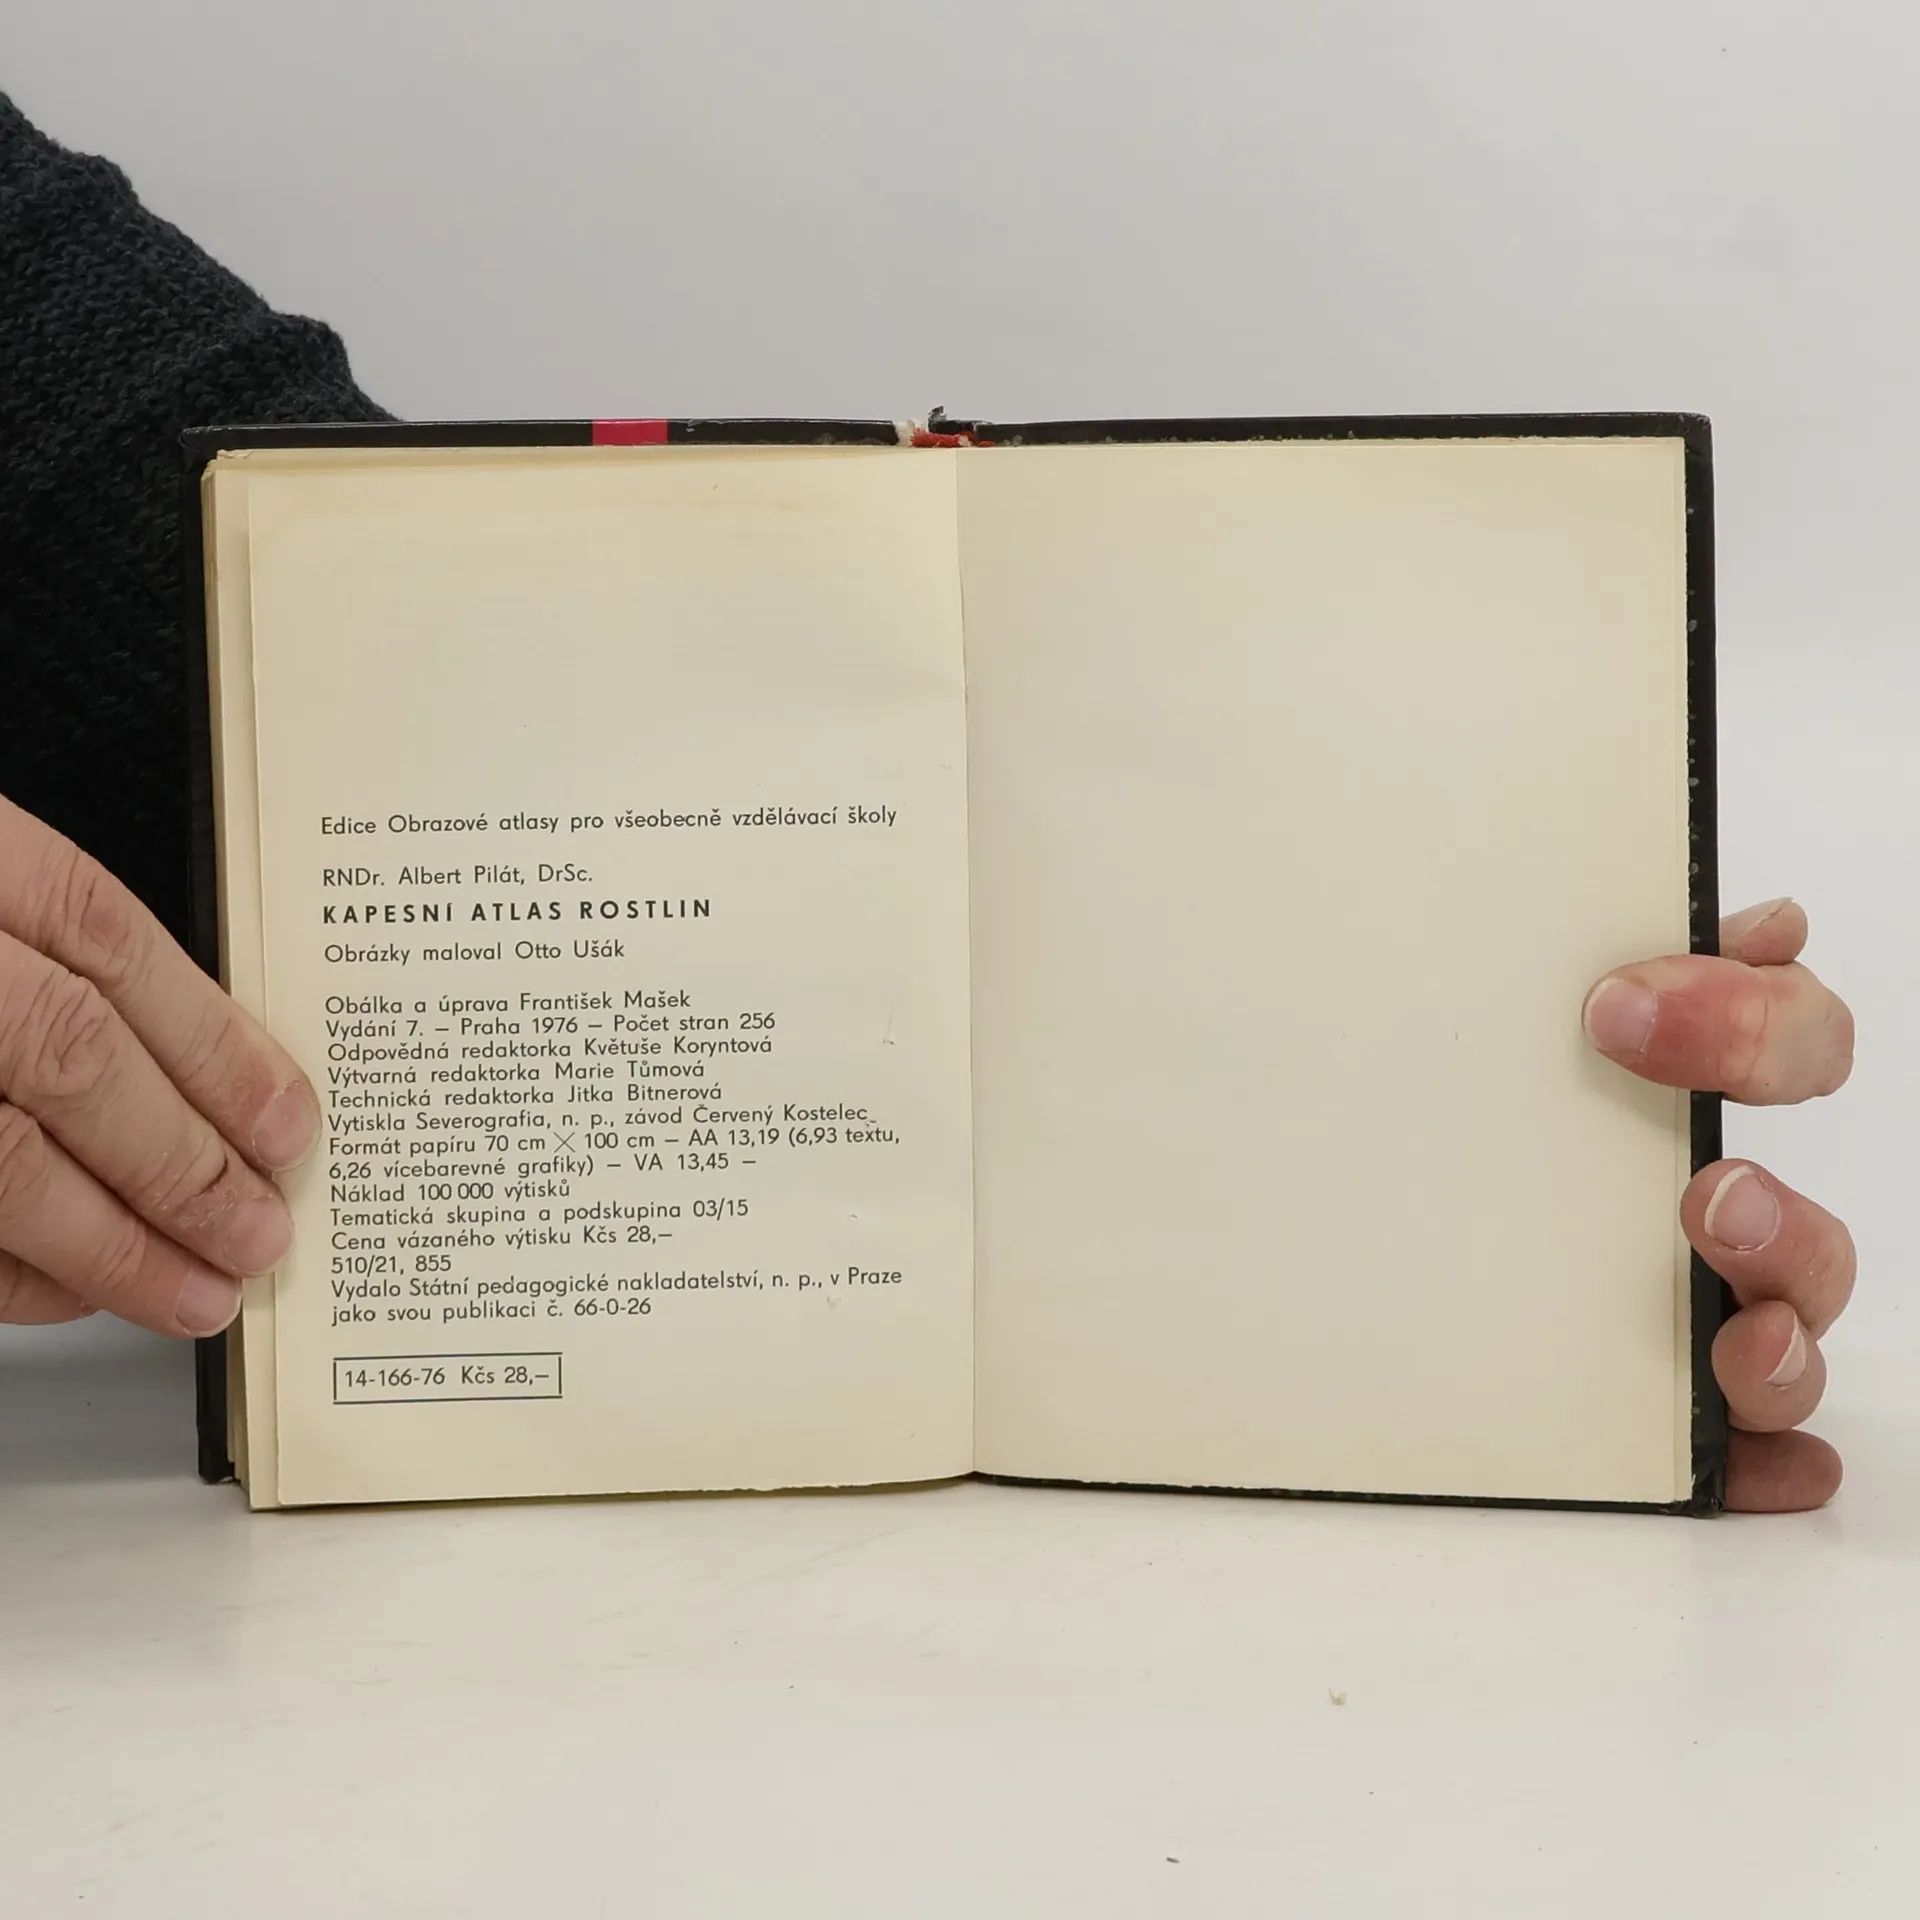 Edice Obrazové atlasy pro všeobecně vzdělávací školy
RNDr. Albert Pilát, DrSc.
KAPESNÍ ATLAS ROSTLIN
Obrázky maloval Otto Ušák
Obálka a úprava František Mašek
Vydání 7. – Praha 1976 – Počet stran 256
Odpovědná redaktorka Květuše Koryntová
Výtvarná redaktorka Marie Tůmová
Technická redaktorka Jitka Bitnerová
Vytiskla Severografia, n. p., závod Červený Kostelec
Formát papíru 70 cm × 100 cm – AA 13,19 (6,93 textu,
6,26 vícebarevné grafiky) – VA 13,45 –
Náklad 100 000 výtisků
Tematická skupina a podskupina 03/15
Cena vázaného výtisku Kčs 28,–
510/21, 855
Vydalo Státní pedagogické nakladatelství, n. p., v Praze
jako svou publikaci č. 66-0-26
14-166-76 Kčs 28,–